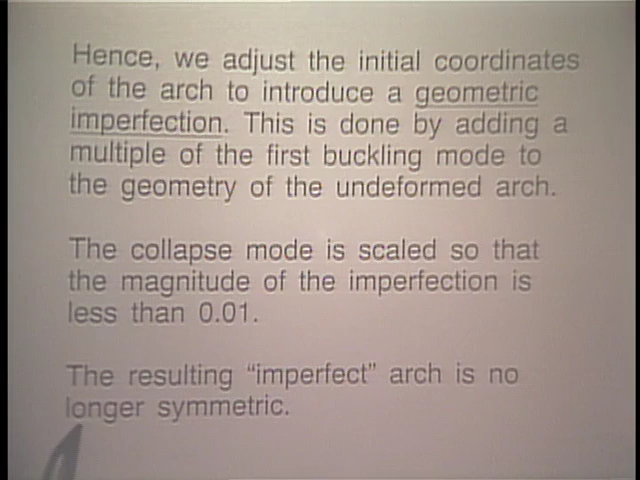 Hence, we adjust the initial coordinates
of the arch to introduce a geometric
imperfection. This is done by adding a
multiple of the first buckling mode to
the geometry of the undeformed arch.
The collapse mode is scaled so that
the magnitude of the imperfection is
less than 0.01.
The resulting “imperfect” arch is no
longer symmetric.